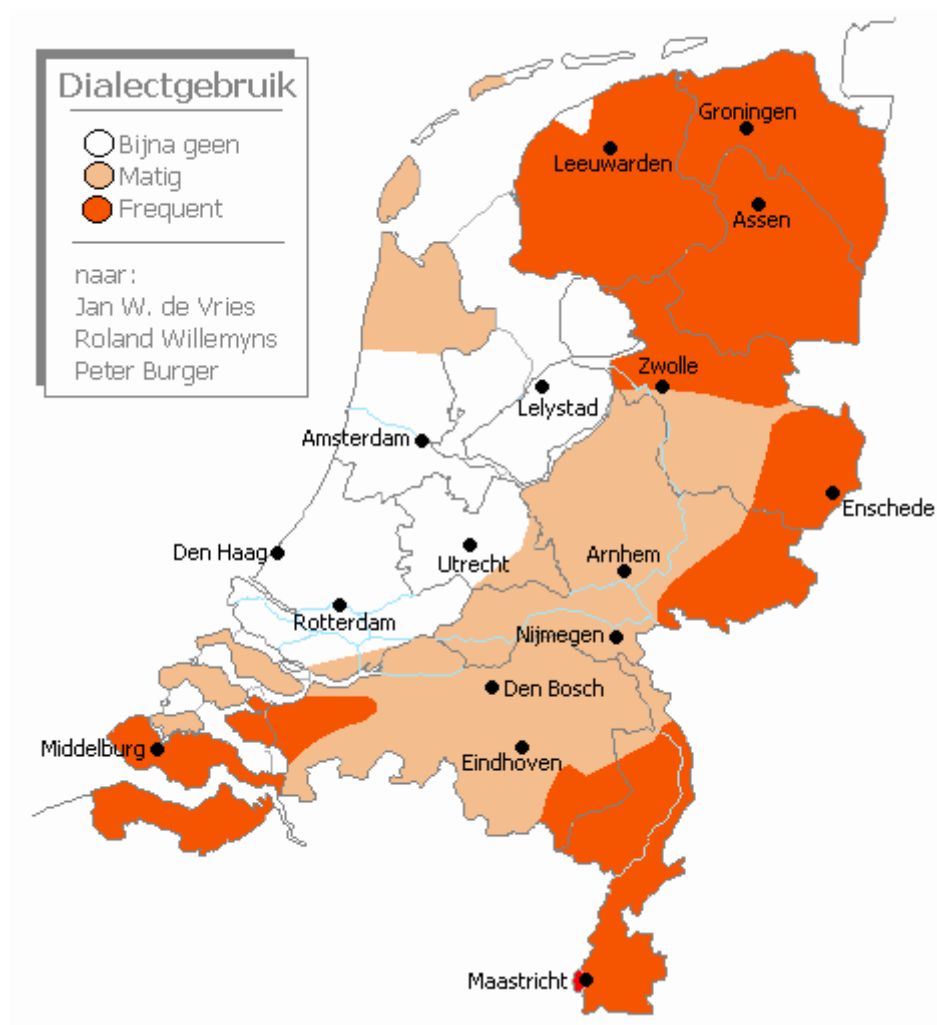 Dialectgebruik
Bijna geen
Matig
Frequent
naar:
Jan W. de Vries
Roland Willemyns
Peter Burger
Groningen
Leeuwarden
Assen
Zwolle
Lelystad
Amsterdam
Enschede
Den Haag
Utrecht
Arnhem
Rotterdam
Nijmegen
Den Bosch
Middelburg
Eindhoven
Maastricht